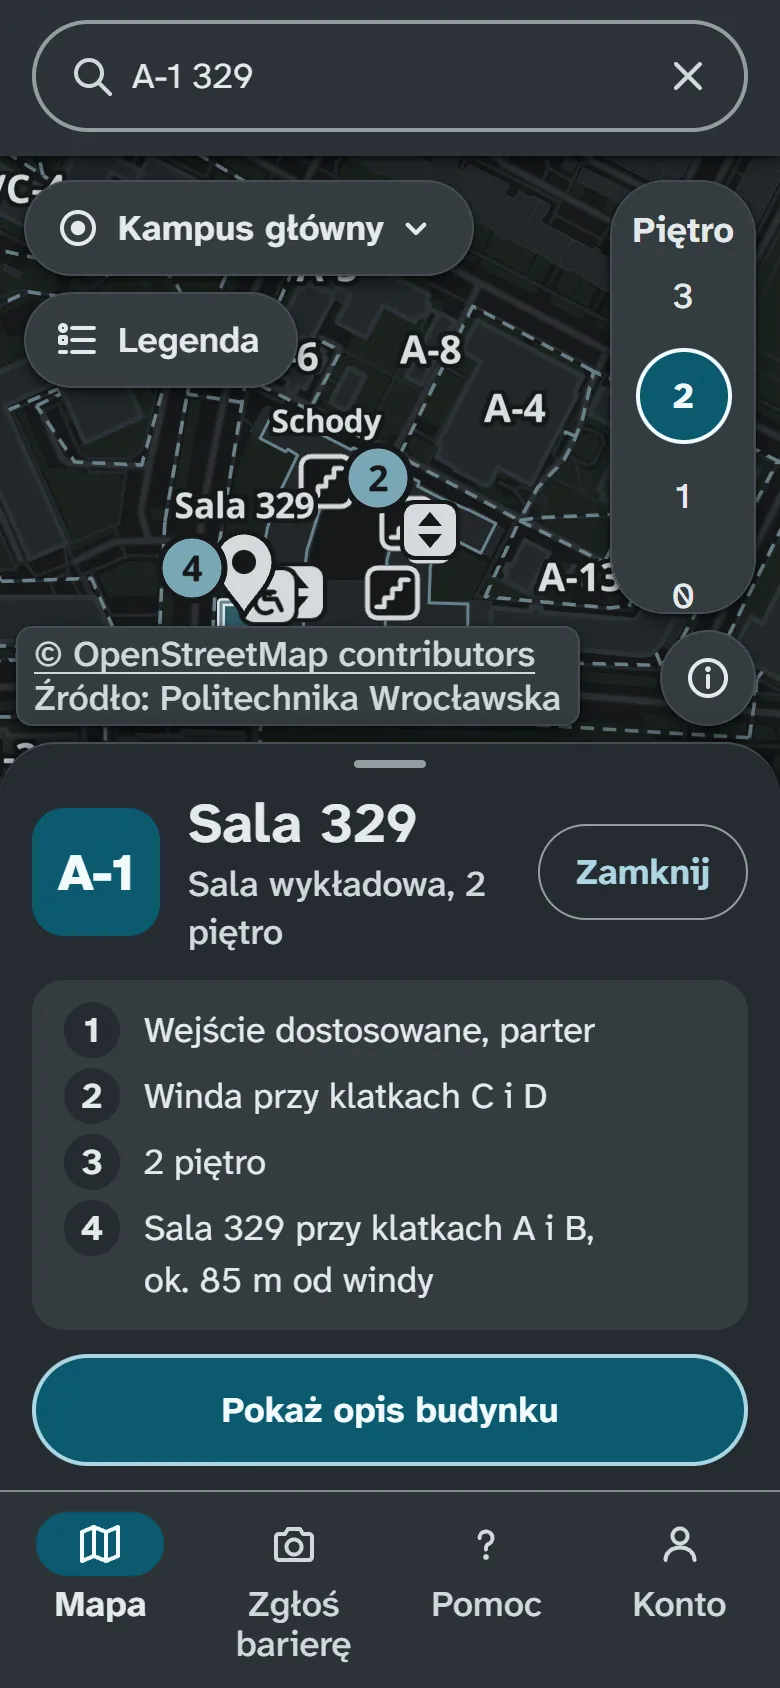 A-1 329
Kampus główny
Piętro
3
Legenda
A-8
2
A-4
Schody
2
1
Sala 329
4
A-13
0
© OpenStreetMap contributors
Źródło: Politechnika Wrocławska
A-1
Sala 329
Sala wykładowa, 2
piętro
Zamknij
1 Wejście dostosowane, parter
2 Winda przy klatkach C i D
3 2 piętro
4 Sala 329 przy klatkach A i B,
ok. 85 m od windy
Pokaż opis budynku
Mapa
Zgłoś
barierę
Pomoc
Konto